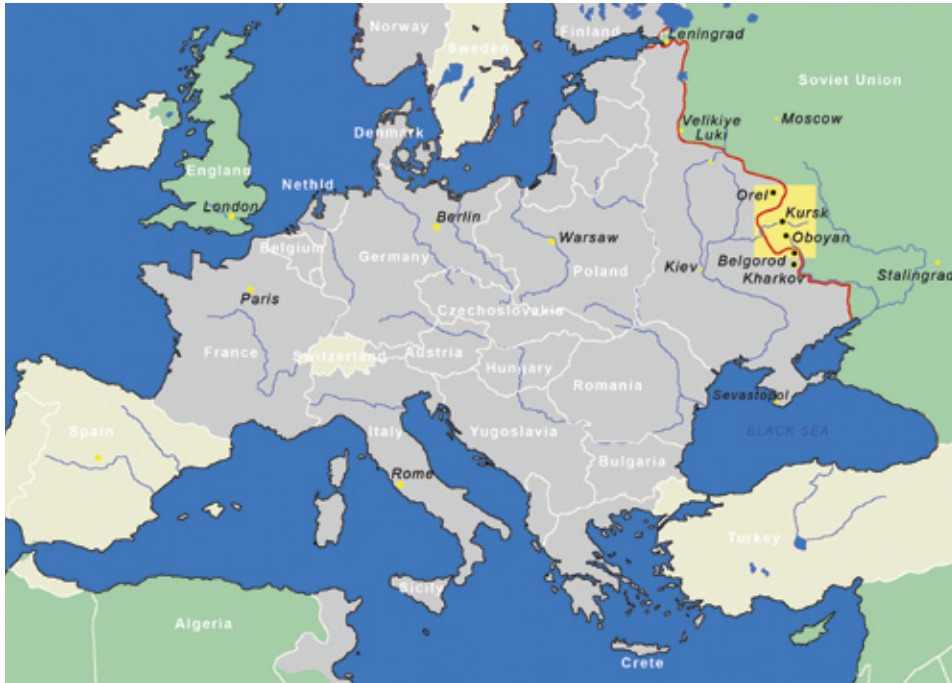 Norway
Finland
Leningrad
Sweden
Soviet Union
Velikiye
Luki
Moscow
Denmark
England
Nethld
London
Berlin
Orel
Kursk
Oboyan
Warsaw
Belgium
Germany
Poland
Kiev
Belgorod
Kharkov
Stalingrad
Paris
Czechoslovakia
France
Switzerland
Austria
Hungary
Romania
Sevastopol
Spain
Italy
Yugoslavia
BLACK SEA
Bulgaria
Rome
Turkey
Sicily
Algeria
Crete